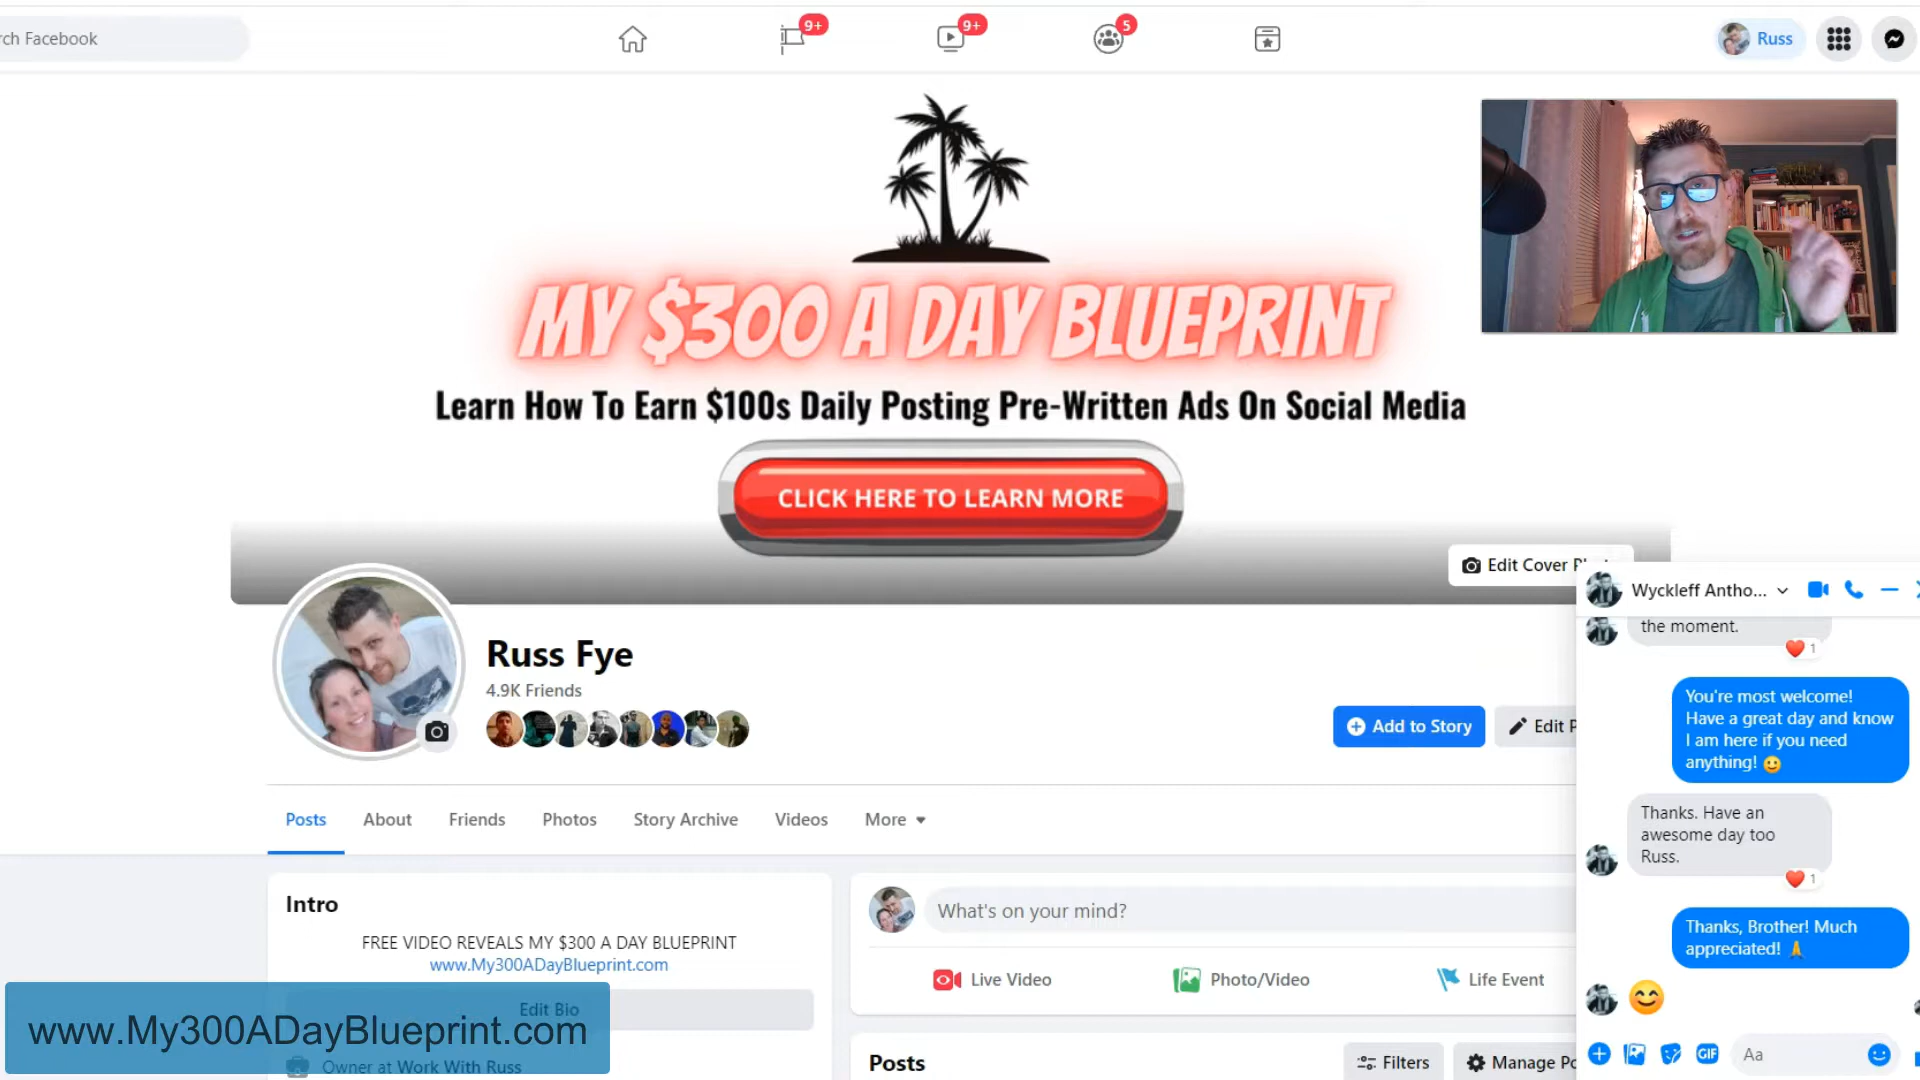 rch Facebook
9+
9+
5
Russ
MY $300 A DAY BLUEPRINT
Learn How To Earn $100s Daily Posting Pre-Written Ads On Social Media
CLICK HERE TO LEARN MORE
Edit Cover
Wyckleff Antho...
the moment.
1
You're most welcome!
Have a great day and know
I am here if you need
anything! 😉
Thanks. Have an
awesome day too
Russ.
1
Thanks, Brother! Much
appreciated! 🙏
😊
GIF
Aa
Russ Fye
4.9K Friends
Add to Story
Edit P
Posts
About
Friends
Photos
Story Archive
Videos
More
Intro
FREE VIDEO REVEALS MY $300 A DAY BLUEPRINT
www.My300ADayBlueprint.com
Edit Bio
Owner at Work With Russ
What's on your mind?
Live Video
Photo/Video
Life Event
Posts
Filters
Manage Po
www.My300ADayBlueprint.com